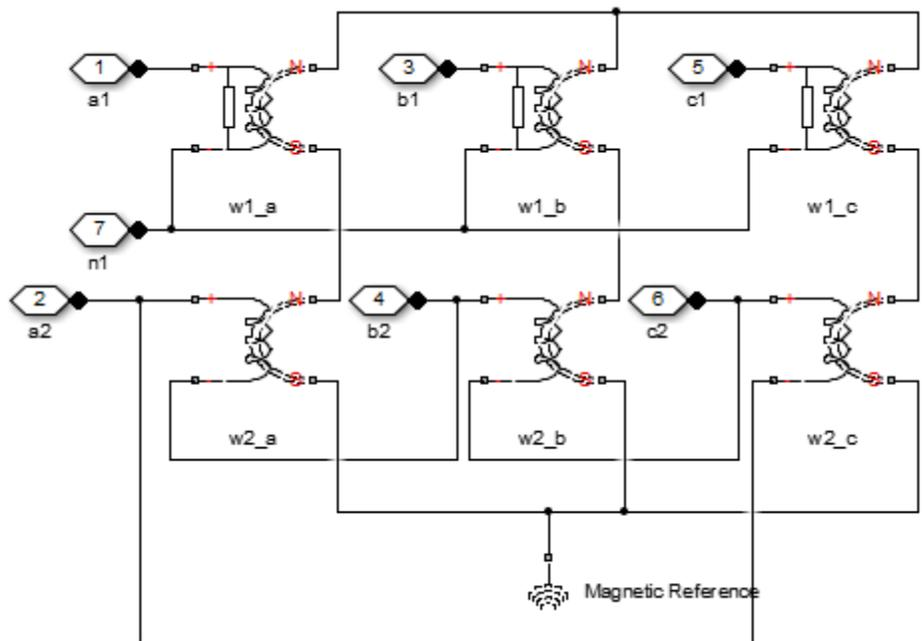 1
a1
+
N
-
S
w1_a
3
b1
+
N
-
S
w1_b
5
c1
+
N
-
S
w1_c
7
n1
2
a2
+
N
-
S
w2_a
4
b2
+
N
-
S
w2_b
6
c2
+
N
-
S
w2_c
Magnetic Reference